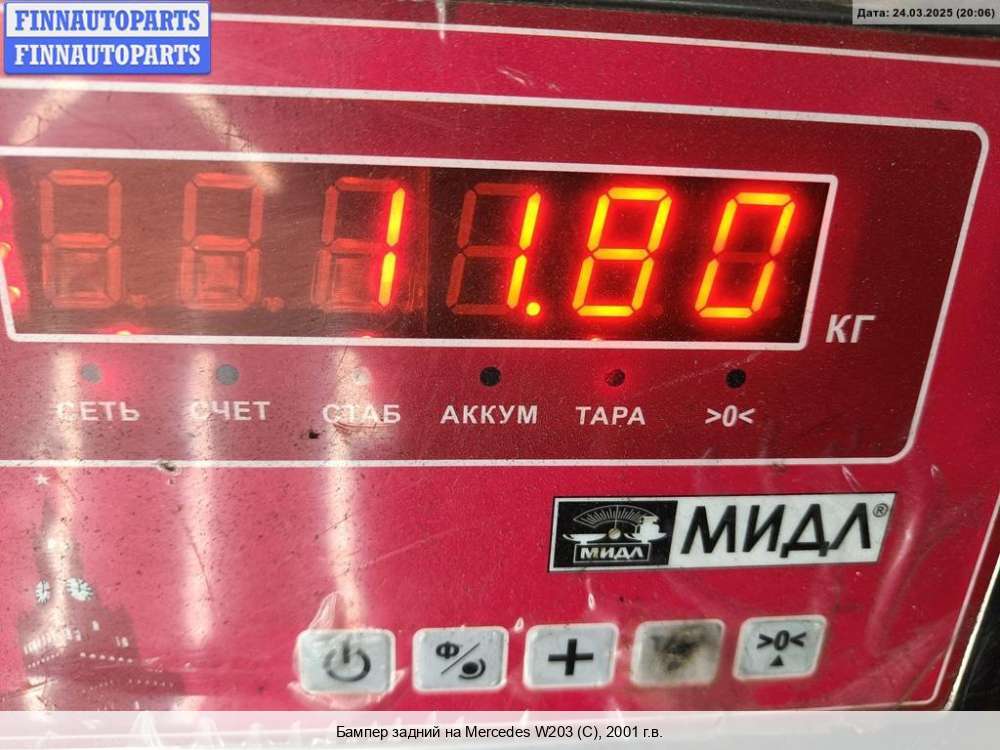 FINNAUTOPARTS
FINNAUTOPARTS
Дата: 24.03.2025 (20:06)
11.80
КГ
СЕТЬ СЧЕТ СТАБ АККУМ ТАРА >0<
МИДЛ МИДЛ®
Ф + >0<
Бампер задний на Mercedes W203 (C), 2001 г.в.